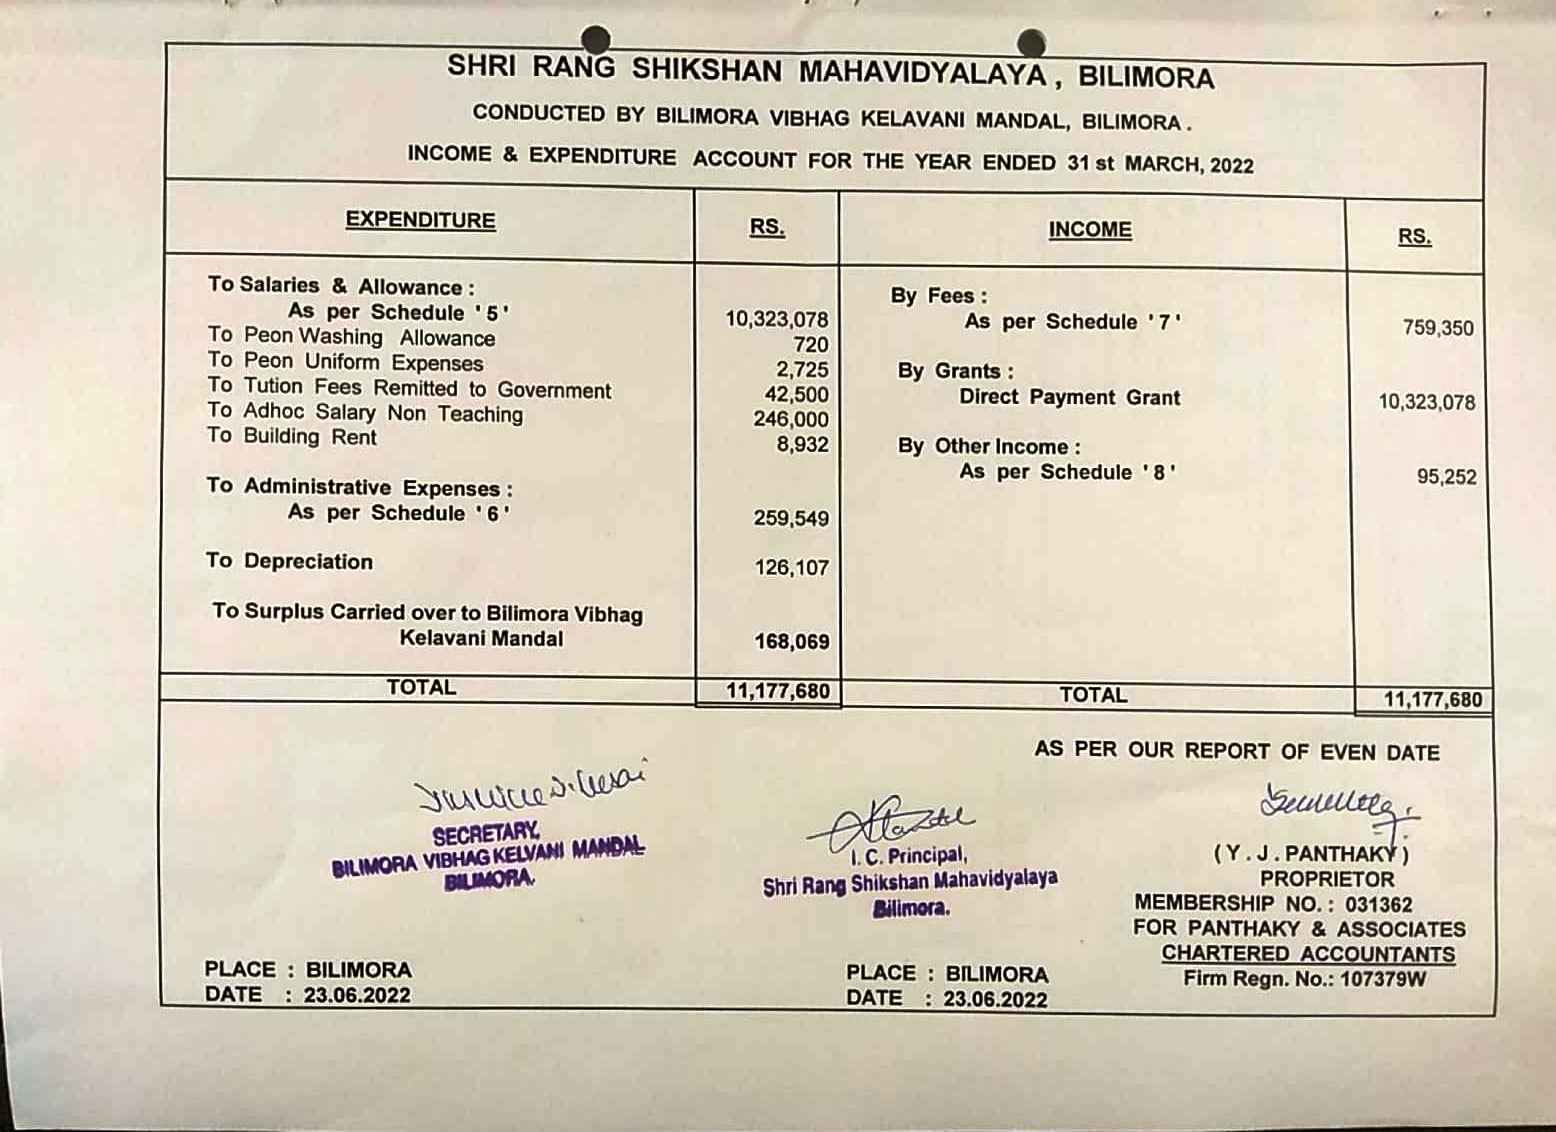 SHRI RANG SHIKSHAN MAHAVIDYALAYA, BILIMORA
CONDUCTED BY BILIMORA VIBHAG KELAVANI MANDAL, BILIMORA.
INCOME & EXPENDITURE ACCOUNT FOR THE YEAR ENDED 31 st MARCH, 2022
EXPENDITURE RS. INCOME RS.
To Salaries & Allowance :
As per Schedule ' 5 ' 10,323,078
To Peon Washing Allowance 720
To Peon Uniform Expenses 2,725
To Tution Fees Remitted to Government 42,500
To Adhoc Salary Non Teaching 246,000
To Building Rent 8,932
To Administrative Expenses :
As per Schedule ' 6 ' 259,549
To Depreciation 126,107
To Surplus Carried over to Bilimora Vibhag
Kelavani Mandal 168,069
TOTAL 11,177,680
By Fees :
As per Schedule ' 7 ' 759,350
By Grants :
Direct Payment Grant 10,323,078
By Other Income :
As per Schedule ' 8 ' 95,252
TOTAL 11,177,680
AS PER OUR REPORT OF EVEN DATE
SECRETARY,
BILIMORA VIBHAG KELVANI MANDAL
BILIMORA.
I. C. Principal,
Shri Rang Shikshan Mahavidyalaya
Bilimora.
( Y . J . PANTHAKY )
PROPRIETOR
MEMBERSHIP NO. : 031362
FOR PANTHAKY & ASSOCIATES
CHARTERED ACCOUNTANTS
Firm Regn. No.: 107379W
PLACE : BILIMORA
DATE : 23.06.2022
PLACE : BILIMORA
DATE : 23.06.2022